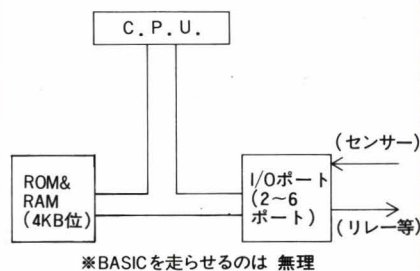 C.P.U.
ROM&
RAM
(4KB位)
I/Oポート
(2～6
ポート)
(センサー)
(リレー等)
※BASICを走らせるのは 無理